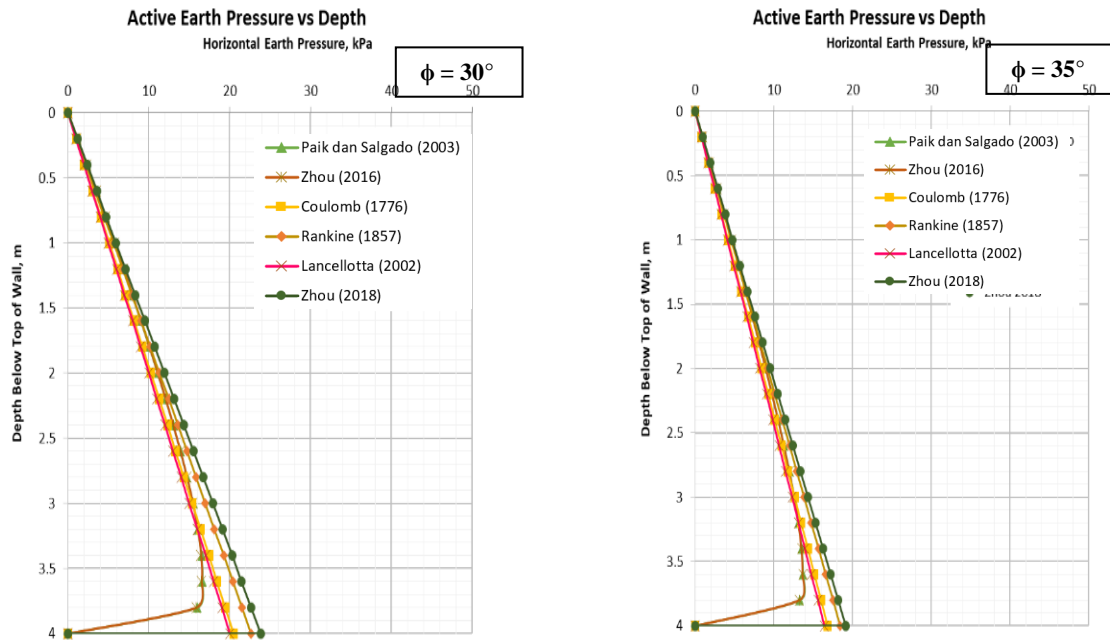 Active Earth Pressure vs Depth
Horizontal Earth Pressure, kPa
ϕ = 30°
0 10 20 30 40 50
0
0.5
1
1.5
2
2.5
3
3.5
4
Depth Below Top of Wall, m
Paik dan Salgado (2003)
Zhou (2016)
Coulomb (1776)
Rankine (1857)
Lancellotta (2002)
Zhou (2018)
Active Earth Pressure vs Depth
Horizontal Earth Pressure, kPa
ϕ = 35°
0 10 20 30 40 50
0
0.5
1
1.5
2
2.5
3
3.5
4
Depth Below Top of Wall, m
Paik dan Salgado (2003)
Zhou (2016)
Coulomb (1776)
Rankine (1857)
Lancellotta (2002)
Zhou (2018)